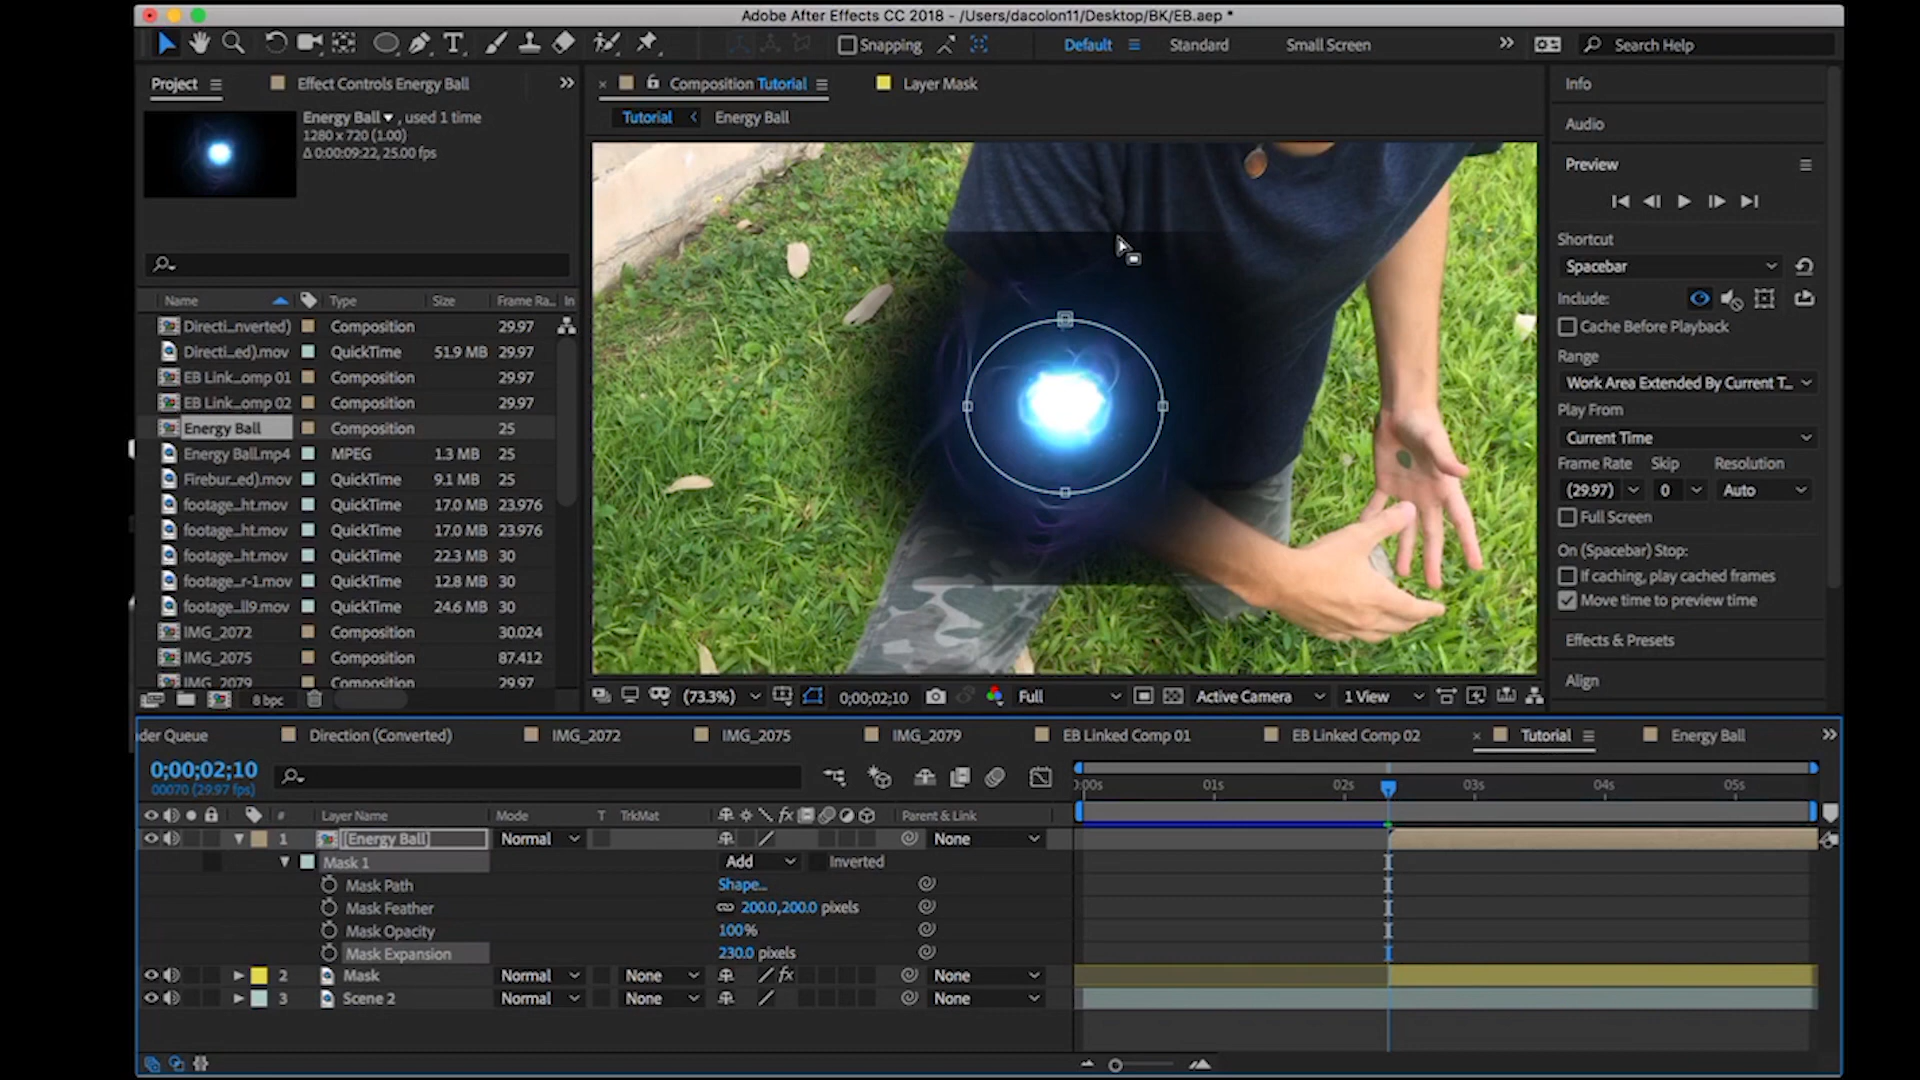 Adobe After Effects CC 2018 - /Users/dacolon11/Desktop/BK/EB.aep *
Snapping
Default
Standard
Small Screen
Search Help
Project
Effect Controls Energy Ball
Composition Tutorial
Layer Mask
Info
Energy Ball , used 1 time
1280 x 720 (1.00)
Δ 0:00:09:22, 25.00 fps
Tutorial
Energy Ball
Audio
Preview
Shortcut
Spacebar
Include:
Cache Before Playback
Range
Work Area Extended By Current T...
Play From
Current Time
Frame Rate Skip Resolution
(29.97) 0 Auto
Full Screen
On (Spacebar) Stop:
If caching, play cached frames
Move time to preview time
Effects & Presets
Align
Name Type Size Frame Ra... In
Directi...nverted) Composition 29.97
Directi...ed).mov QuickTime 51.9 MB 29.97
EB Link...omp 01 Composition 29.97
EB Link...omp 02 Composition 29.97
Energy Ball Composition 25
Energy Ball.mp4 MPEG 1.3 MB 25
Firebur...ed).mov QuickTime 9.1 MB 25
footage...ht.mov QuickTime 17.0 MB 23.976
footage...ht.mov QuickTime 17.0 MB 23.976
footage...ht.mov QuickTime 22.3 MB 30
footage...r-1.mov QuickTime 12.8 MB 30
footage...ll9.mov QuickTime 24.6 MB 30
IMG_2072 Composition 30.024
IMG_2075 Composition 87.412
IMG_2079 Composition 29.97
8 bpc
(73.3%) 0;00;02;10 Full Active Camera 1 View
der Queue
Direction (Converted)
IMG_2072
IMG_2075
IMG_2079
EB Linked Comp 01
EB Linked Comp 02
Tutorial
Energy Ball
0;00;02;10
00070 (29.97 fps)
0:00s 01s 02s 03s 04s 05s
# Layer Name Mode T TrkMat fx Parent & Link
1 [Energy Ball] Normal None
Mask 1 Add Inverted
Mask Path Shape...
Mask Feather 200.0,200.0 pixels
Mask Opacity 100%
Mask Expansion 230.0 pixels
2 Mask Normal None fx None
3 Scene 2 Normal None None